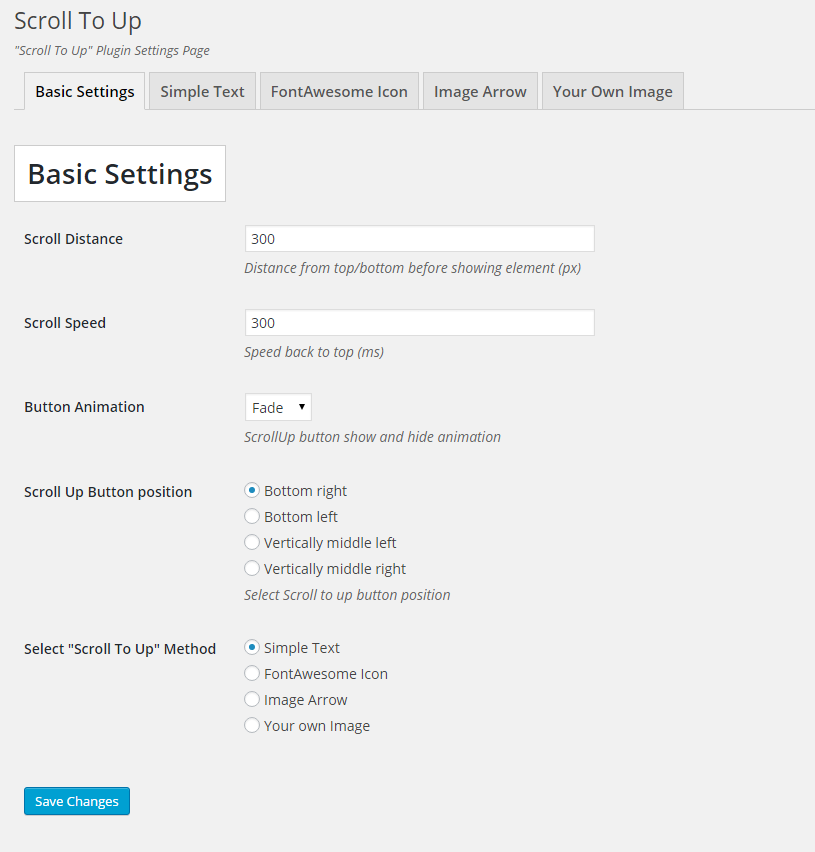 Scroll To Up
"Scroll To Up" Plugin Settings Page
Basic Settings Simple Text FontAwesome Icon Image Arrow Your Own Image
Basic Settings
Scroll Distance 300
Distance from top/bottom before showing element (px)
Scroll Speed 300
Speed back to top (ms)
Button Animation Fade
ScrollUp button show and hide animation
Scroll Up Button position Bottom right
Bottom left
Vertically middle left
Vertically middle right
Select Scroll to up button position
Select "Scroll To Up" Method Simple Text
FontAwesome Icon
Image Arrow
Your own Image
Save Changes